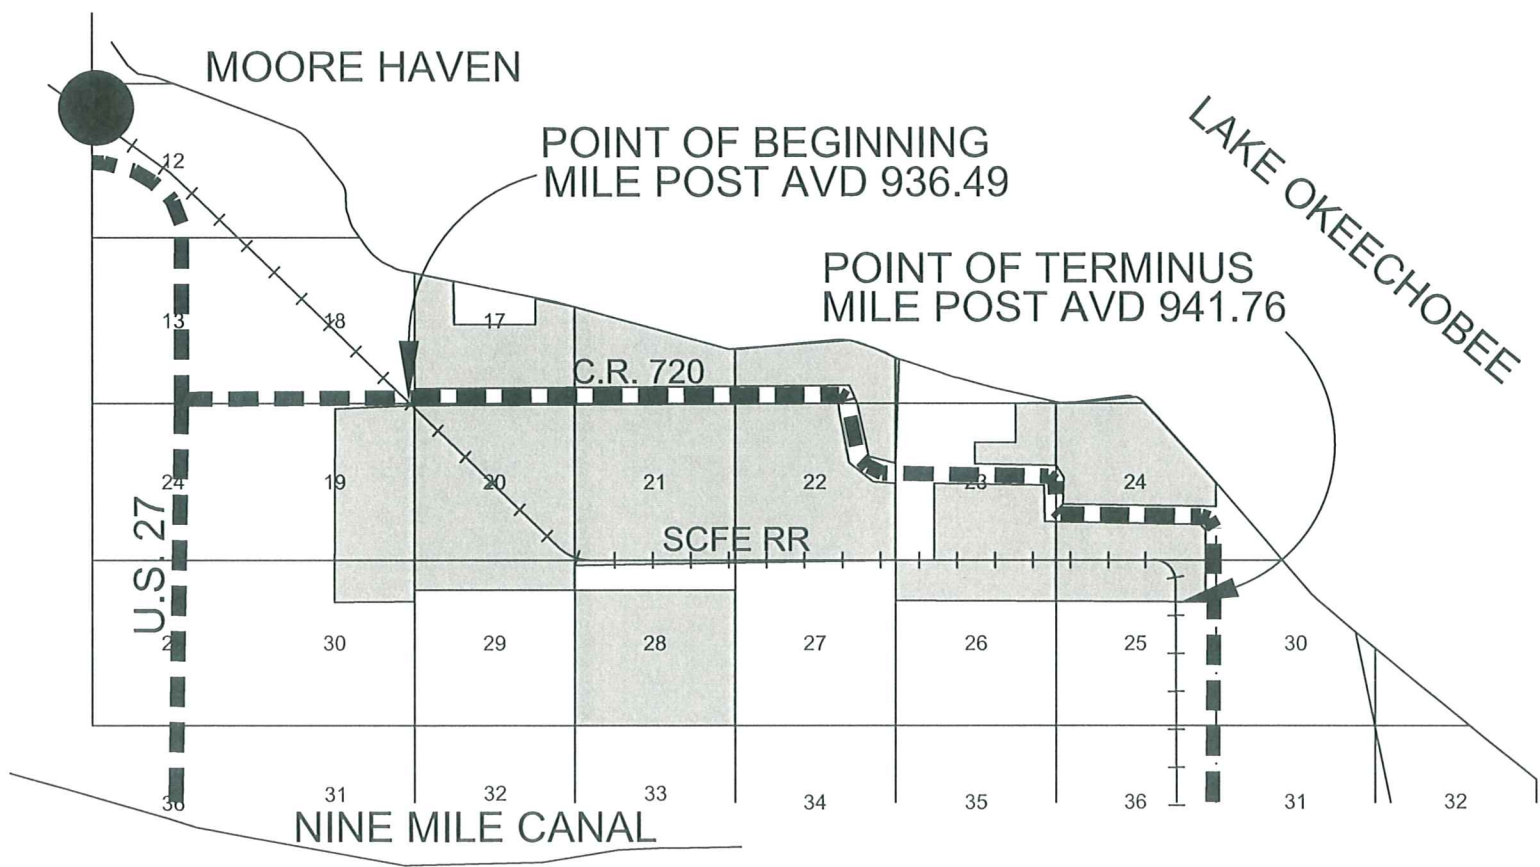 MOORE HAVEN
POINT OF BEGINNING
MILE POST AVD 936.49
LAKE OKEECHOBEE
POINT OF TERMINUS
MILE POST AVD 941.76
12
13
18
17
C.R. 720
24
19
20
21
22
23
24
U.S. 27
SCFE RR
30
29
28
27
26
25
30
36
31
32
33
34
35
36
31
32
NINE MILE CANAL